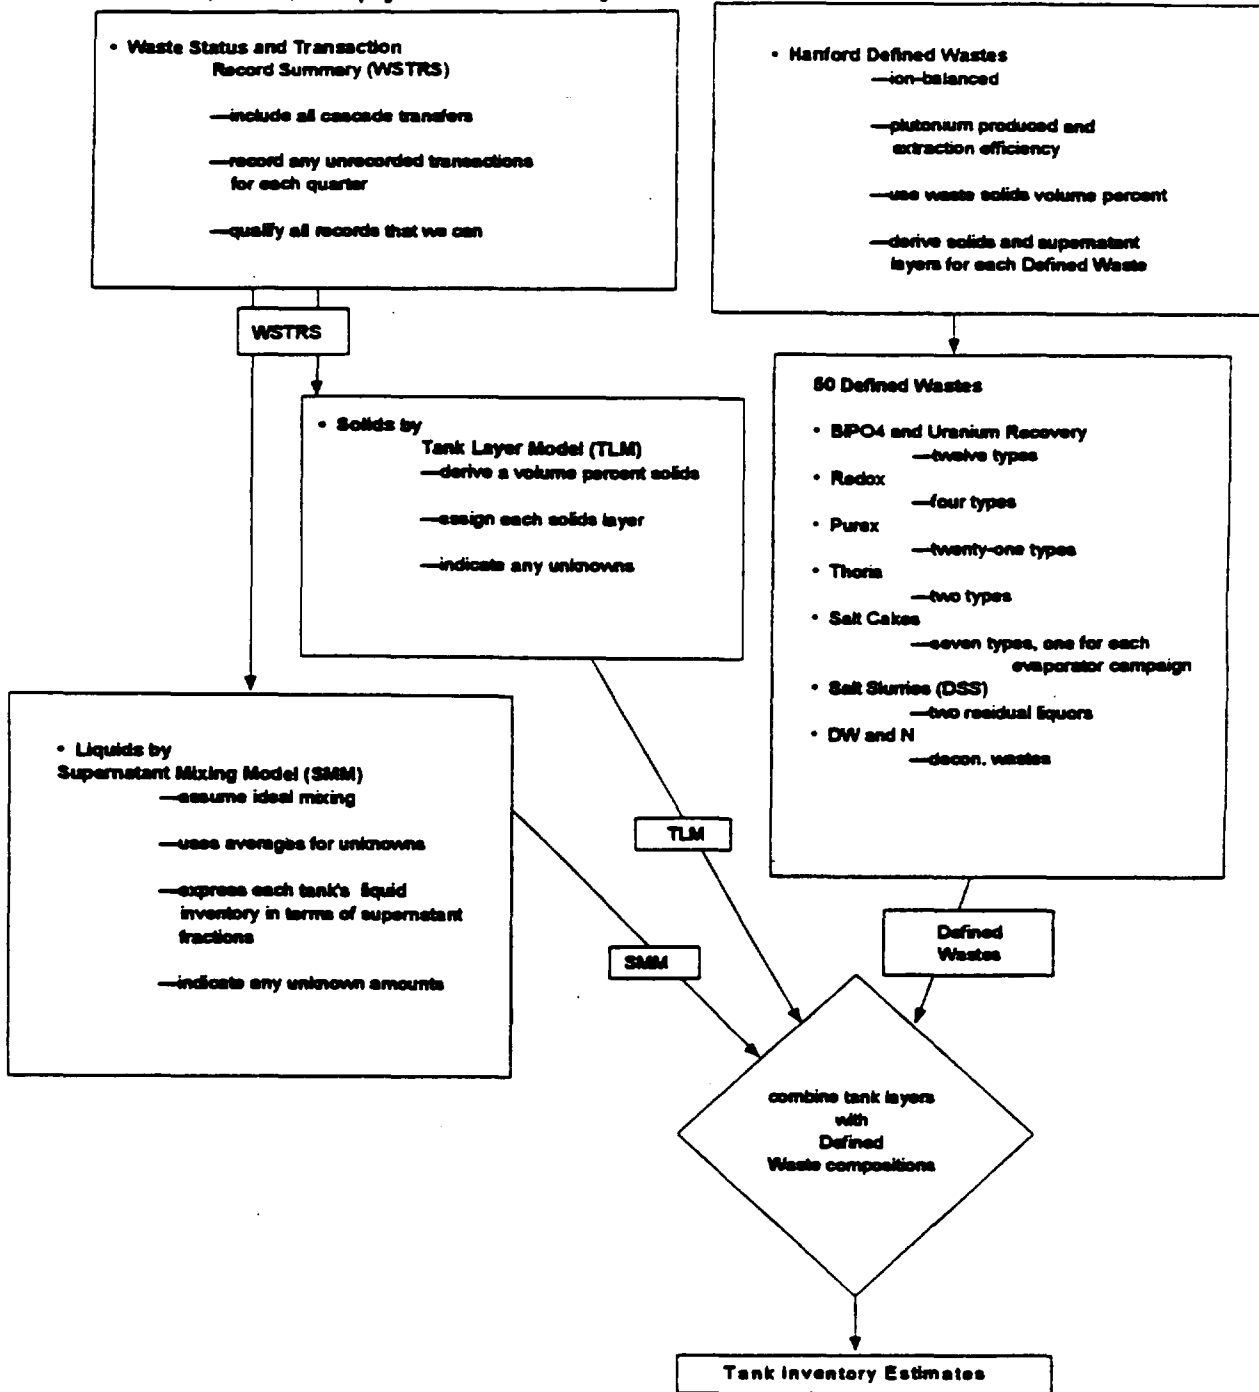 • Waste Status and Transaction
Record Summary (WSTRS)
—include all cascade transfers
—record any unrecorded transactions
for each quarter
—qualify all records that we can
• Hanford Defined Wastes
—ion-balanced
—plutonium produced and
extraction efficiency
—use waste solids volume percent
—derive solids and supernatant
layers for each Defined Waste
WSTRS
• Solids by
Tank Layer Model (TLM)
—derive a volume percent solids
—assign each solids layer
—indicate any unknowns
50 Defined Wastes
• BiPO4 and Uranium Recovery
—twelve types
• Redox
—four types
• Purex
—twenty-one types
• Thoria
—two types
• Salt Cakes
—seven types, one for each
evaporator campaign
• Salt Slurries (DSS)
—two residual liquors
• DW and N
—decon. wastes
• Liquids by
Supernatant Mixing Model (SMM)
—assume ideal mixing
—uses averages for unknowns
—express each tank's liquid
inventory in terms of supernatant
fractions
—indicate any unknown amounts
TLM
SMM
Defined
Wastes
combine tank layers
with
Defined
Waste compositions
Tank Inventory Estimates